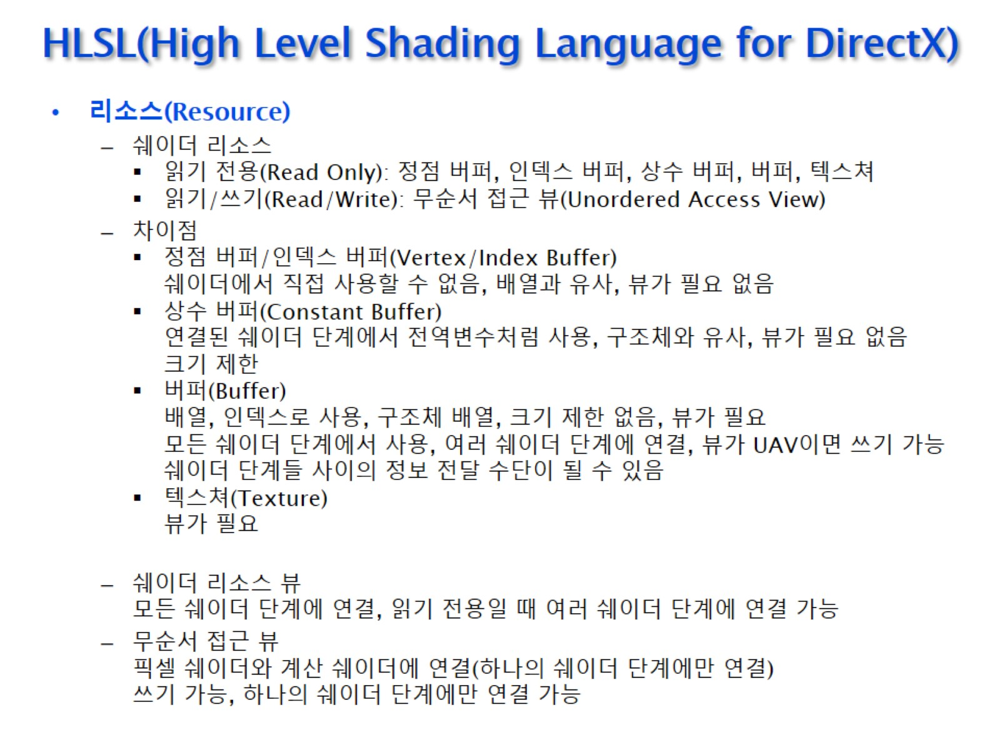 HLSL(High Level Shading Language for DirectX)
• 리소스(Resource)
– 쉐이더 리소스
▪ 읽기 전용(Read Only): 정점 버퍼, 인덱스 버퍼, 상수 버퍼, 버퍼, 텍스쳐
▪ 읽기/쓰기(Read/Write): 무순서 접근 뷰(Unordered Access View)
– 차이점
▪ 정점 버퍼/인덱스 버퍼(Vertex/Index Buffer)
쉐이더에서 직접 사용할 수 없음, 배열과 유사, 뷰가 필요 없음
▪ 상수 버퍼(Constant Buffer)
연결된 쉐이더 단계에서 전역변수처럼 사용, 구조체와 유사, 뷰가 필요 없음
크기 제한
▪ 버퍼(Buffer)
배열, 인덱스로 사용, 구조체 배열, 크기 제한 없음, 뷰가 필요
모든 쉐이더 단계에서 사용, 여러 쉐이더 단계에 연결, 뷰가 UAV이면 쓰기 가능
쉐이더 단계들 사이의 정보 전달 수단이 될 수 있음
▪ 텍스쳐(Texture)
뷰가 필요
– 쉐이더 리소스 뷰
모든 쉐이더 단계에 연결, 읽기 전용일 때 여러 쉐이더 단계에 연결 가능
– 무순서 접근 뷰
픽셀 쉐이더와 계산 쉐이더에 연결(하나의 쉐이더 단계에만 연결)
쓰기 가능, 하나의 쉐이더 단계에만 연결 가능